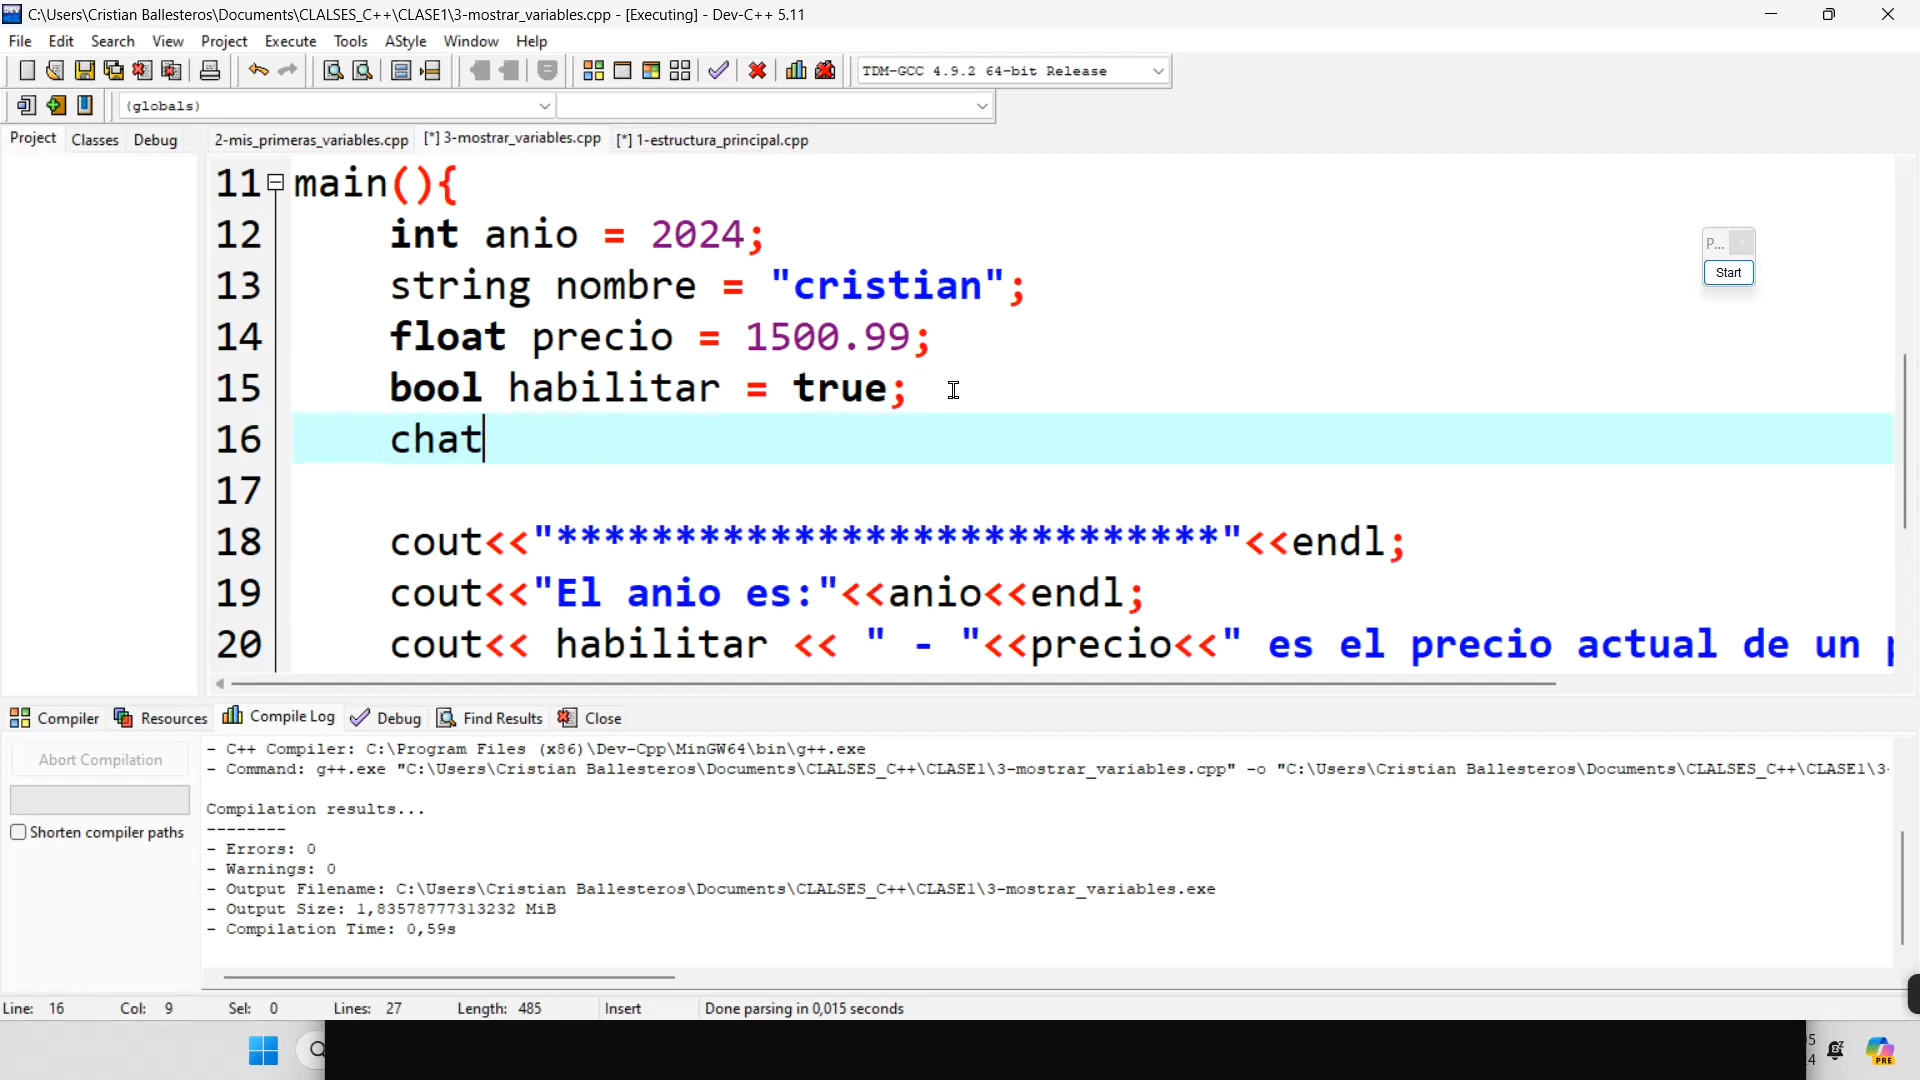 C:\Users\Cristian Ballesteros\Documents\CLALSES_C++\CLASE1\3-mostrar_variables.cpp - [Executing] - Dev-C++ 5.11
File Edit Search View Project Execute Tools AStyle Window Help
TDM-GCC 4.9.2 64-bit Release
(globals)
Project Classes Debug 2-mis_primeras_variables.cpp [*] 3-mostrar_variables.cpp [*] 1-estructura_principal.cpp
11 main(){
12 int anio = 2024;
P...
13 string nombre = "cristian";
Start
14 float precio = 1500.99;
15 bool habilitar = true;
16 chat
17
18 cout<<"****************************"<<endl;
19 cout<<"El anio es:"<<anio<<endl;
20 cout<< habilitar << " - "<<precio<<" es el precio actual de un p
Compiler Resources Compile Log Debug Find Results Close
Abort Compilation
Shorten compiler paths
- C++ Compiler: C:\Program Files (x86)\Dev-Cpp\MinGW64\bin\g++.exe
- Command: g++.exe "C:\Users\Cristian Ballesteros\Documents\CLALSES_C++\CLASE1\3-mostrar_variables.cpp" -o "C:\Users\Cristian Ballesteros\Documents\CLALSES_C++\CLASE1\3-
Compilation results...
--------
- Errors: 0
- Warnings: 0
- Output Filename: C:\Users\Cristian Ballesteros\Documents\CLALSES_C++\CLASE1\3-mostrar_variables.exe
- Output Size: 1,83578777313232 MiB
- Compilation Time: 0,59s
Line: 16 Col: 9 Sel: 0 Lines: 27 Length: 485 Insert Done parsing in 0,015 seconds
5
4
PRE